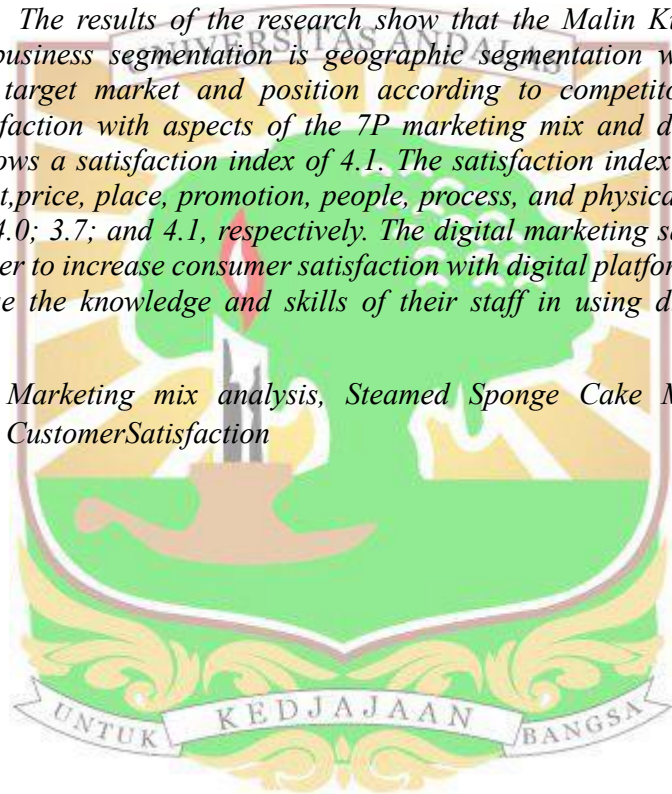 The results of the research show that the Malin K
UNIVERSITAS ANDALAS
business segmentation is geographic segmentation w
target market and position according to competito
faction with aspects of the 7P marketing mix and d
ows a satisfaction index of 4.1. The satisfaction index
t,price, place, promotion, people, process, and physica
4.0; 3.7; and 4.1, respectively. The digital marketing s
er to increase consumer satisfaction with digital platfor
e the knowledge and skills of their staff in using d
Marketing mix analysis, Steamed Sponge Cake M
CustomerSatisfaction
UNTUK KEDJAJAAN BANGSA